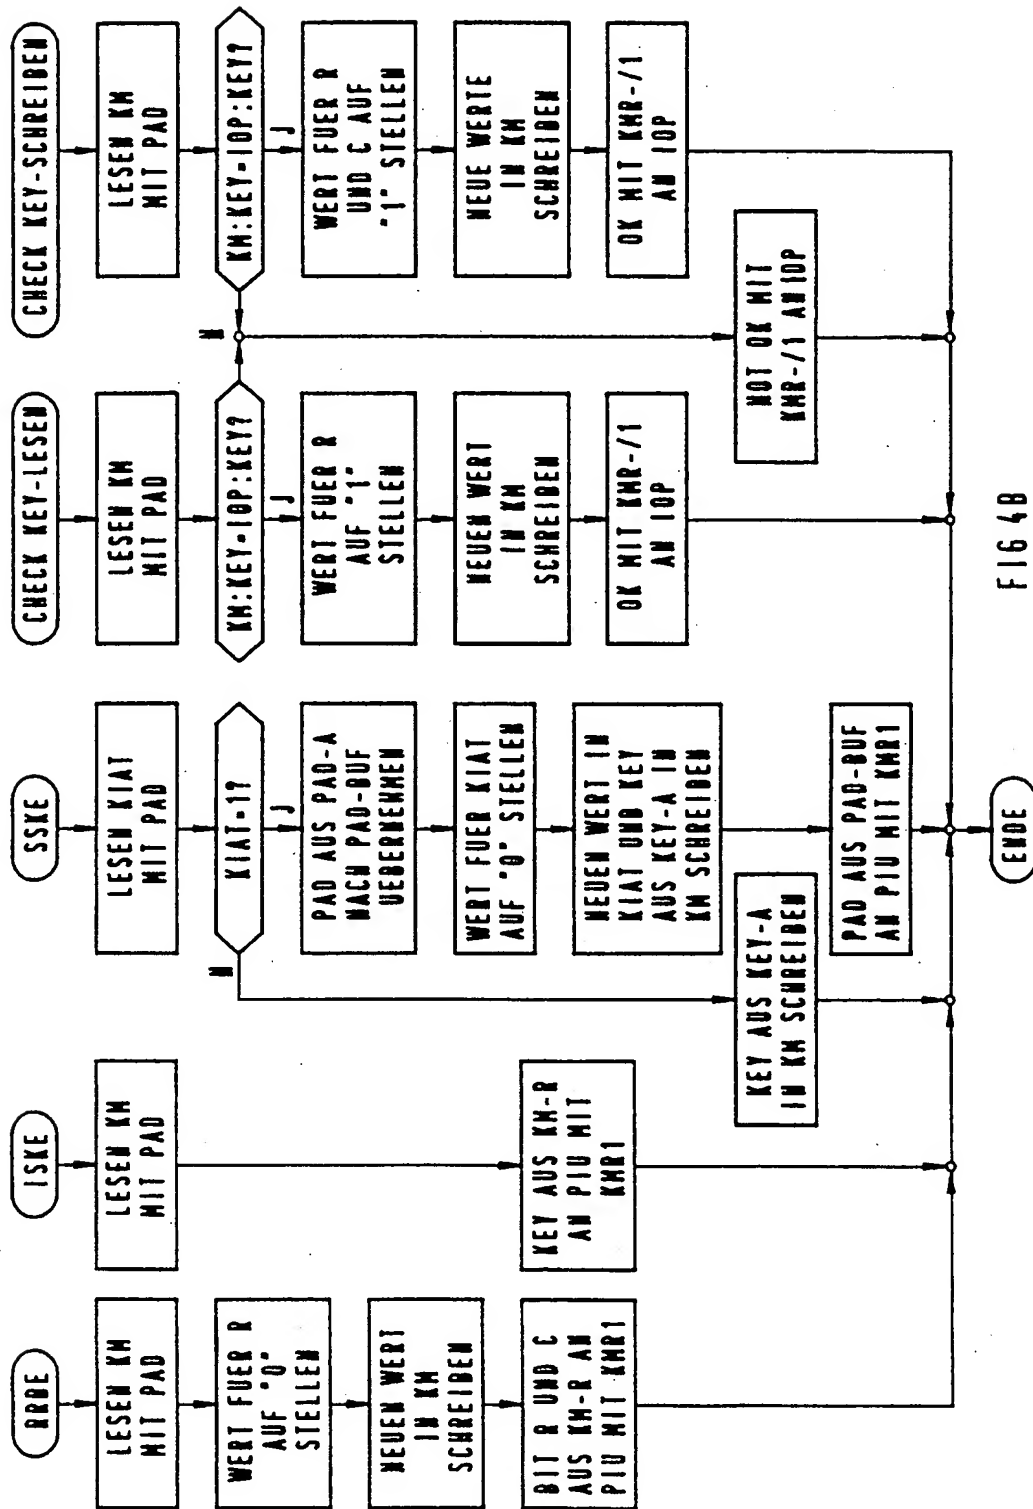 RRBE
LESEN KM
MIT PAD
WERT FUER R
AUF "0"
STELLEN
NEUEN WERT
IN KM
SCHREIBEN
BIT R UND C
AUS KM-R AN
PIU MIT KMR1
ISKE
LESEN KM
MIT PAD
KEY AUS KM-R
AN PIU MIT
KMR1
SSKE
LESEN KIAT
MIT PAD
KIAT=1?
N
J
PAD AUS PAD-A
NACH PAD-BUF
UEBERNEHMEN
WERT FUER KIAT
AUF "0" STELLEN
NEUEN WERT IN
KIAT UND KEY
AUS KEY-A IN
KM SCHREIBEN
KEY AUS KEY-A
IN KM SCHREIBEN
PAD AUS PAD-BUF
AN PIU MIT KMR1
CHECK KEY-LESEN
LESEN KM
MIT PAD
KM:KEY=IOP:KEY?
N
J
WERT FUER R
AUF "1"
STELLEN
NEUEN WERT
IN KM
SCHREIBEN
OK MIT KMR-/1
AN IOP
NOT OK MIT
KMR-/1 AN IOP
CHECK KEY-SCHREIBEN
LESEN KM
MIT PAD
KM:KEY=IOP:KEY?
J
WERT FUER R
UND C AUF
"1" STELLEN
NEUE WERTE
IN KM
SCHREIBEN
OK MIT KMR-/1
AN IOP
ENDE
FIG 4B